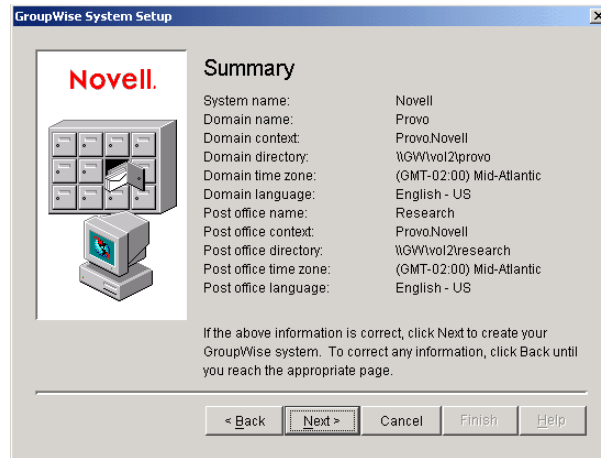 GroupWise System Setup
Novell.
Summary
System name: Novell
Domain name: Provo
Domain context: Provo.Novell
Domain directory: \\GW\vol2\provo
Domain time zone: (GMT-02:00) Mid-Atlantic
Domain language: English - US
Post office name: Research
Post office context: Provo.Novell
Post office directory: \\GW\vol2\research
Post office time zone: (GMT-02:00) Mid-Atlantic
Post office language: English - US
If the above information is correct, click Next to create your
GroupWise system. To correct any information, click Back until
you reach the appropriate page.
< Back Next > Cancel Finish Help